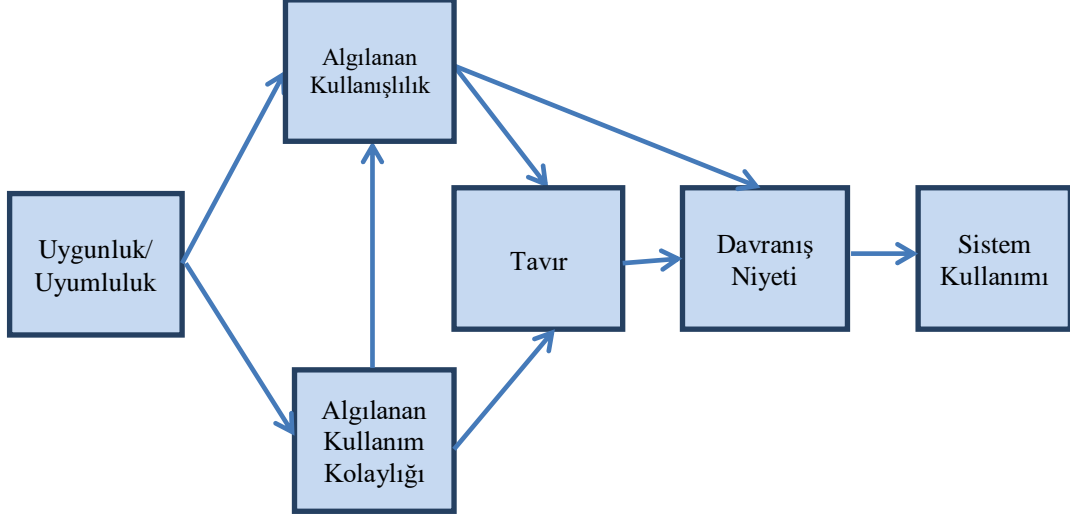 Algılanan
Kullanışlılık
Uygunluk/
Uyumluluk
Tavır
Davranış
Niyeti
Sistem
Kullanımı
Algılanan
Kullanım
Kolaylığı